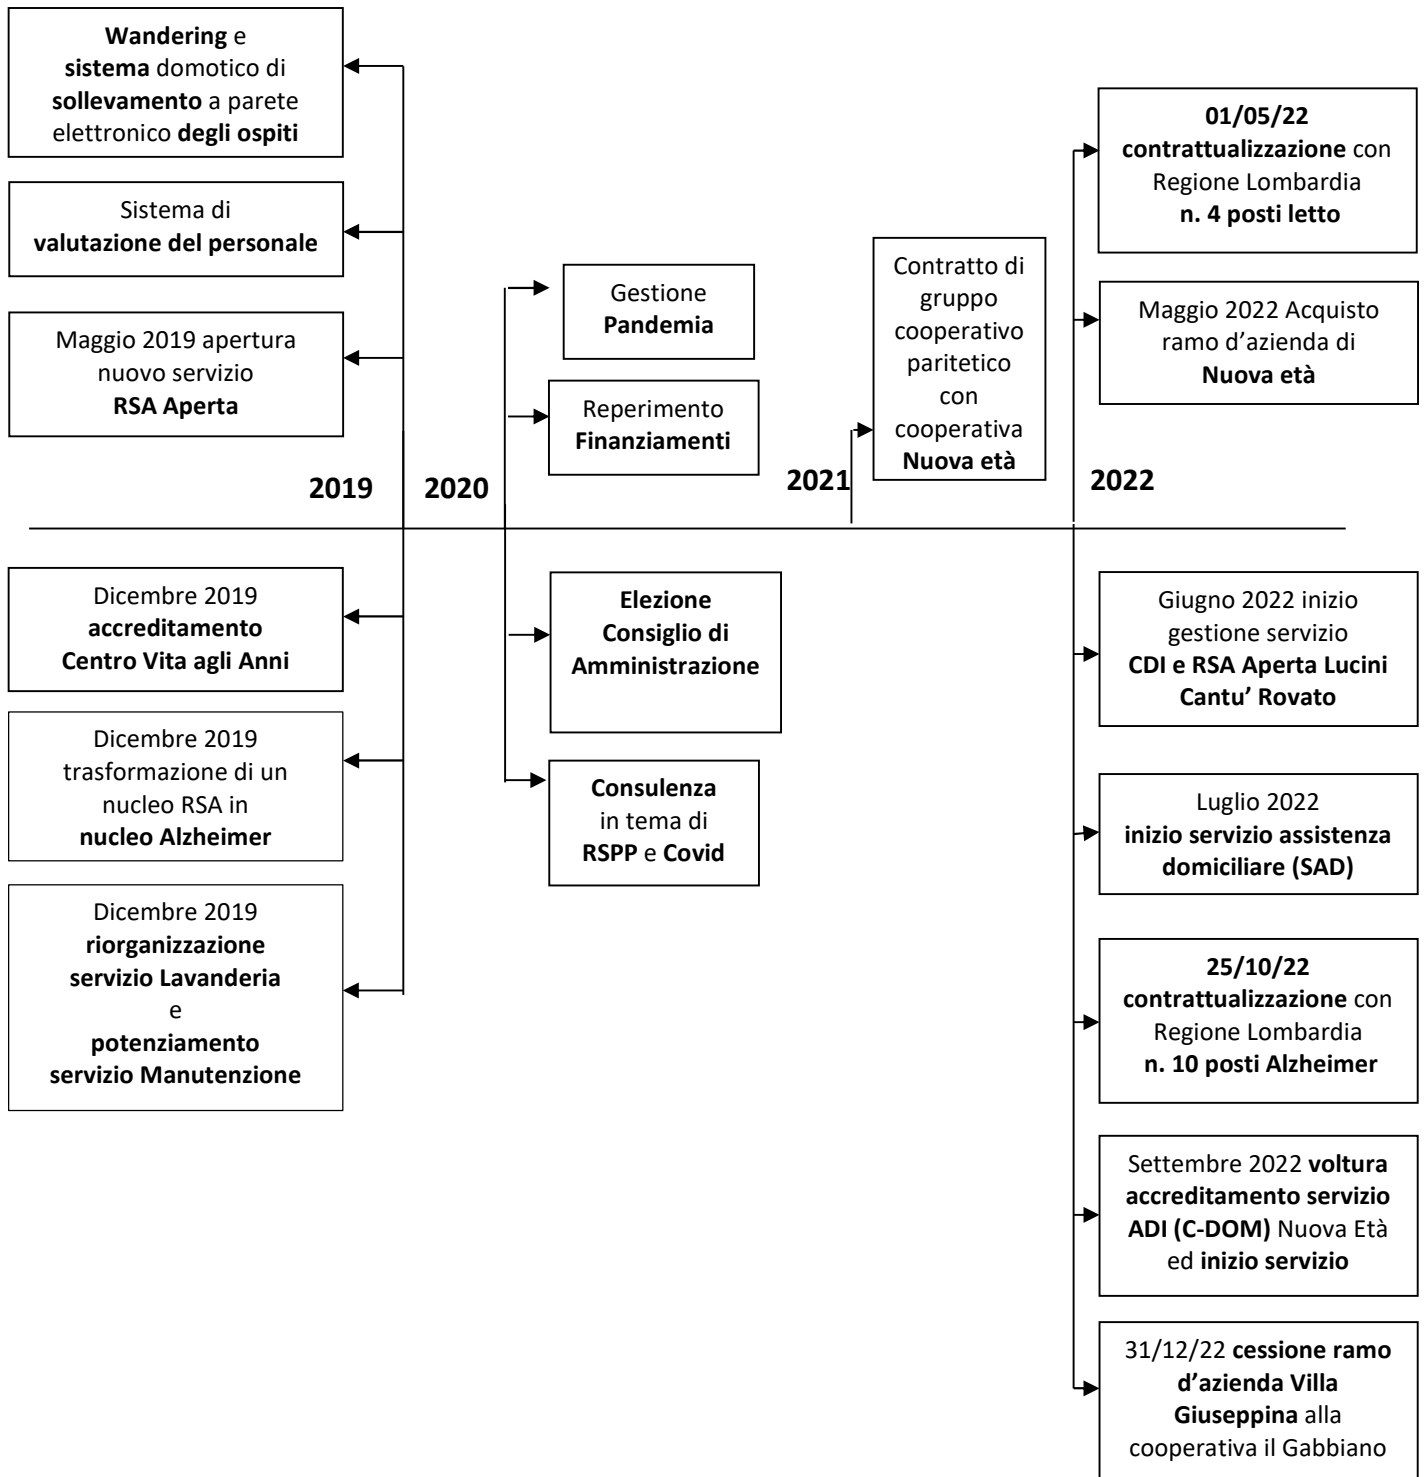 Wandering e
sistema domotico di
sollevamento a parete
elettronico degli ospiti
Sistema di
valutazione del personale
Maggio 2019 apertura
nuovo servizio
RSA Aperta
2019
Dicembre 2019
accreditamento
Centro Vita agli Anni
Dicembre 2019
trasformazione di un
nucleo RSA in
nucleo Alzheimer
Dicembre 2019
riorganizzazione
servizio Lavanderia
e
potenziamento
servizio Manutenzione
2020
Gestione
Pandemia
Reperimento
Finanziamenti
Elezione
Consiglio di
Amministrazione
Consulenza
in tema di
RSPP e Covid
2021
Contratto di
gruppo
cooperativo
paritetico
con
cooperativa
Nuova età
2022
01/05/22
contrattualizzazione con
Regione Lombardia
n. 4 posti letto
Maggio 2022 Acquisto
ramo d’azienda di
Nuova età
Giugno 2022 inizio
gestione servizio
CDI e RSA Aperta Lucini
Cantu’ Rovato
Luglio 2022
inizio servizio assistenza
domiciliare (SAD)
25/10/22
contrattualizzazione con
Regione Lombardia
n. 10 posti Alzheimer
Settembre 2022 voltura
accreditamento servizio
ADI (C-DOM) Nuova Età
ed inizio servizio
31/12/22 cessione ramo
d’azienda Villa
Giuseppina alla
cooperativa il Gabbiano